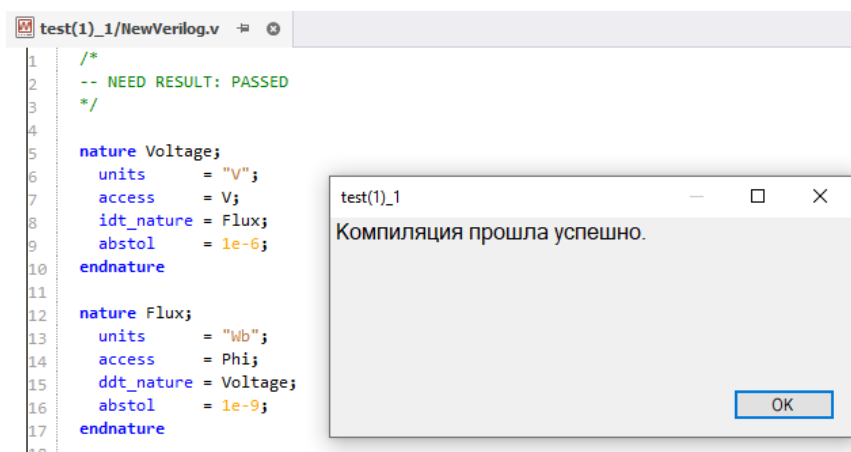 test(1)_1/NewVerilog.v
1 /*
2 -- NEED RESULT: PASSED
3 */
4
5 nature Voltage;
6 units = "V";
7 access = V;
8 idt_nature = Flux;
9 abstol = 1e-6;
10 endnature
11
12 nature Flux;
13 units = "Wb";
14 access = Phi;
15 ddt_nature = Voltage;
16 abstol = 1e-9;
17 endnature
test(1)_1
Компиляция прошла успешно.
OK